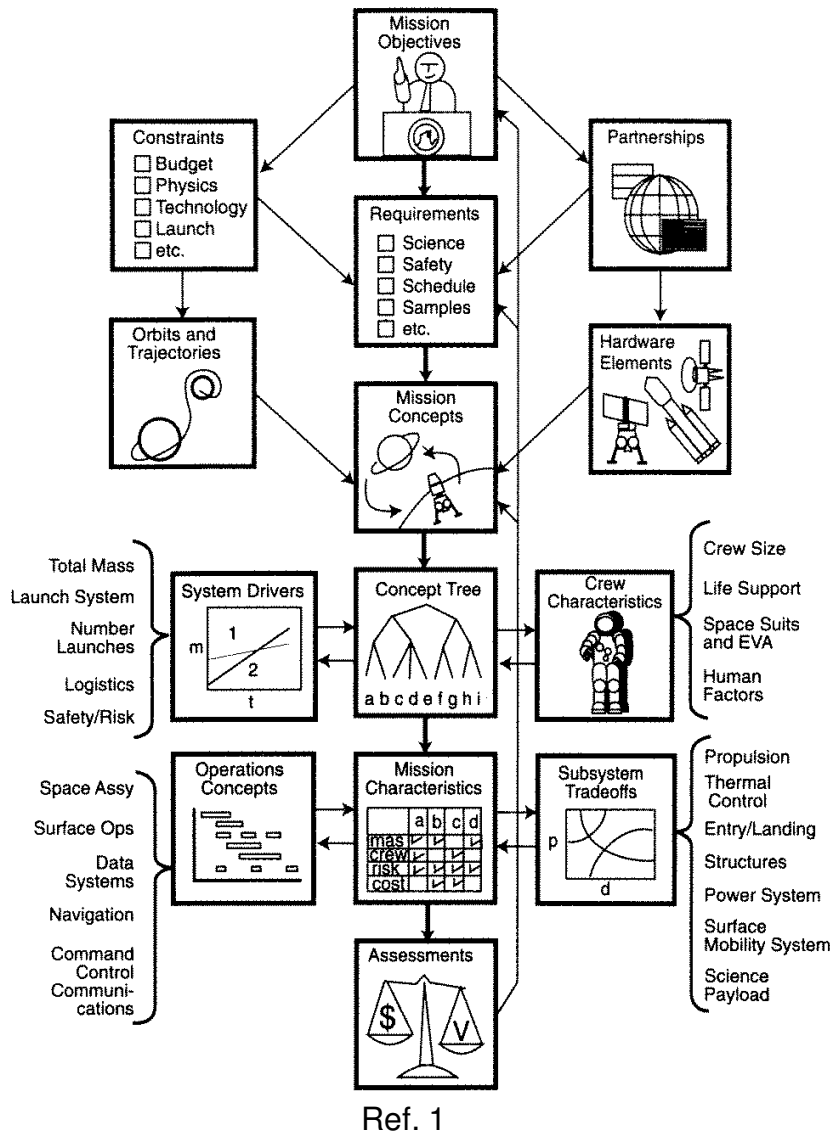 Mission
Objectives
Constraints
Budget
Physics
Technology
Launch
etc.
Partnerships
Requirements
Science
Safety
Schedule
Samples
etc.
Orbits and
Trajectories
Mission
Concepts
Hardware
Elements
Total Mass
Launch System
Number
Launches
Logistics
Safety/Risk
System Drivers
m
1
2
t
Concept Tree
a b c d e f g h i
Crew
Characteristics
Crew Size
Life Support
Space Suits
and EVA
Human
Factors
Space Assy
Surface Ops
Data
Systems
Navigation
Command
Control
Communi-
cations
Operations
Concepts
Mission
Characteristics
a b c d
mas
crew
risk
cost
Subsystem
Tradeoffs
p
d
Propulsion
Thermal
Control
Entry/Landing
Structures
Power System
Surface
Mobility System
Science
Payload
Assessments
$
V
Ref. 1